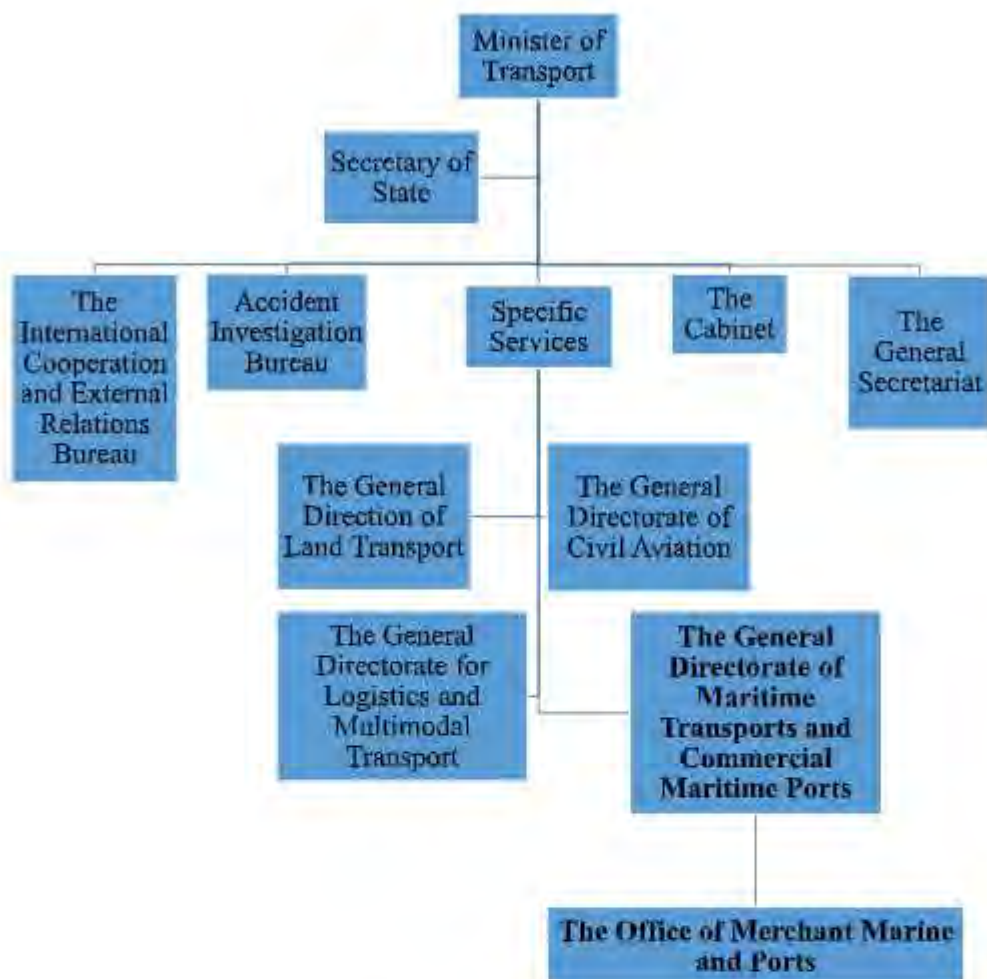 Minister of
Transport
Secretary of
State
The
International
Cooperation
and External
Relations
Bureau
Accident
Investigation
Bureau
Specific
Services
The
Cabinet
The
General
Secretariat
The General
Direction of
Land Transport
The General
Directorate of
Civil Aviation
The General
Directorate for
Logistics and
Multimodal
Transport
The General
Directorate of
Maritime
Transports and
Commercial
Maritime Ports
The Office of Merchant Marine
and Ports